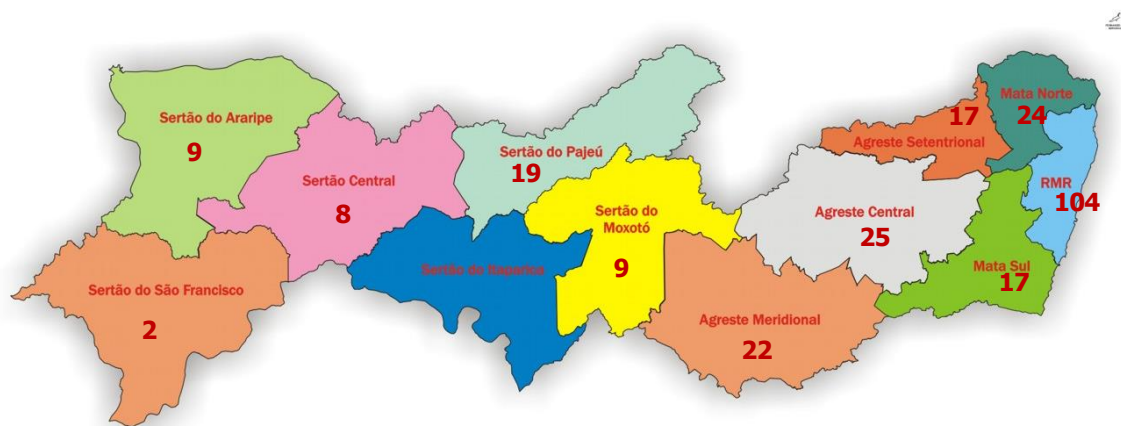 Mata Norte
24
17
Agreste Setentrional
Sertão do Araripe
9
Sertão do Pajeú
19
Sertão Central
8
RMR
104
Sertão do
Moxotó
9
Agreste Central
25
Sertão do Itaparica
Mata Sul
17
Sertão do São Francisco
2
Agreste Meridional
22